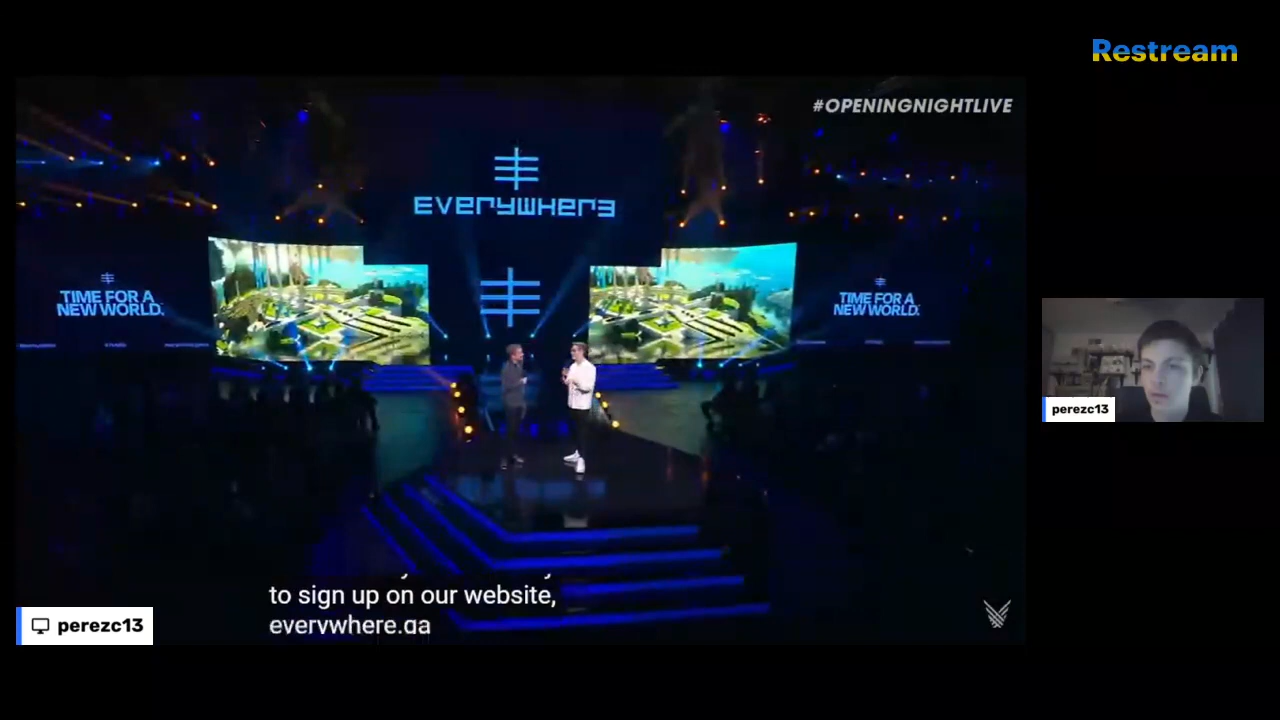 Restream
#OPENINGNIGHTLIVE
EVERYWHERE
TIME FOR A
NEW WORLD.
TIME FOR A
NEW WORLD.
perezc13
to sign up on our website,
everywhere.ga
perezc13